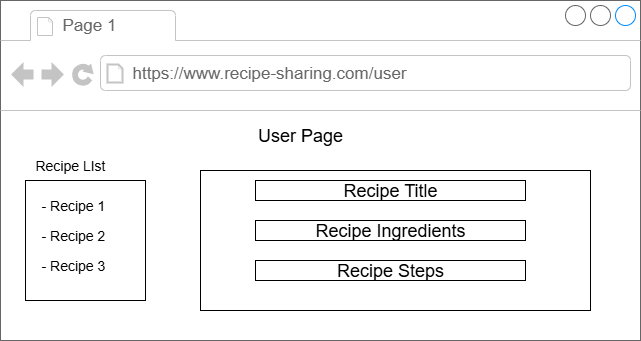 Page 1
https://www.recipe-sharing.com/user
User Page
Recipe LIst
- Recipe 1
- Recipe 2
- Recipe 3
Recipe Title
Recipe Ingredients
Recipe Steps